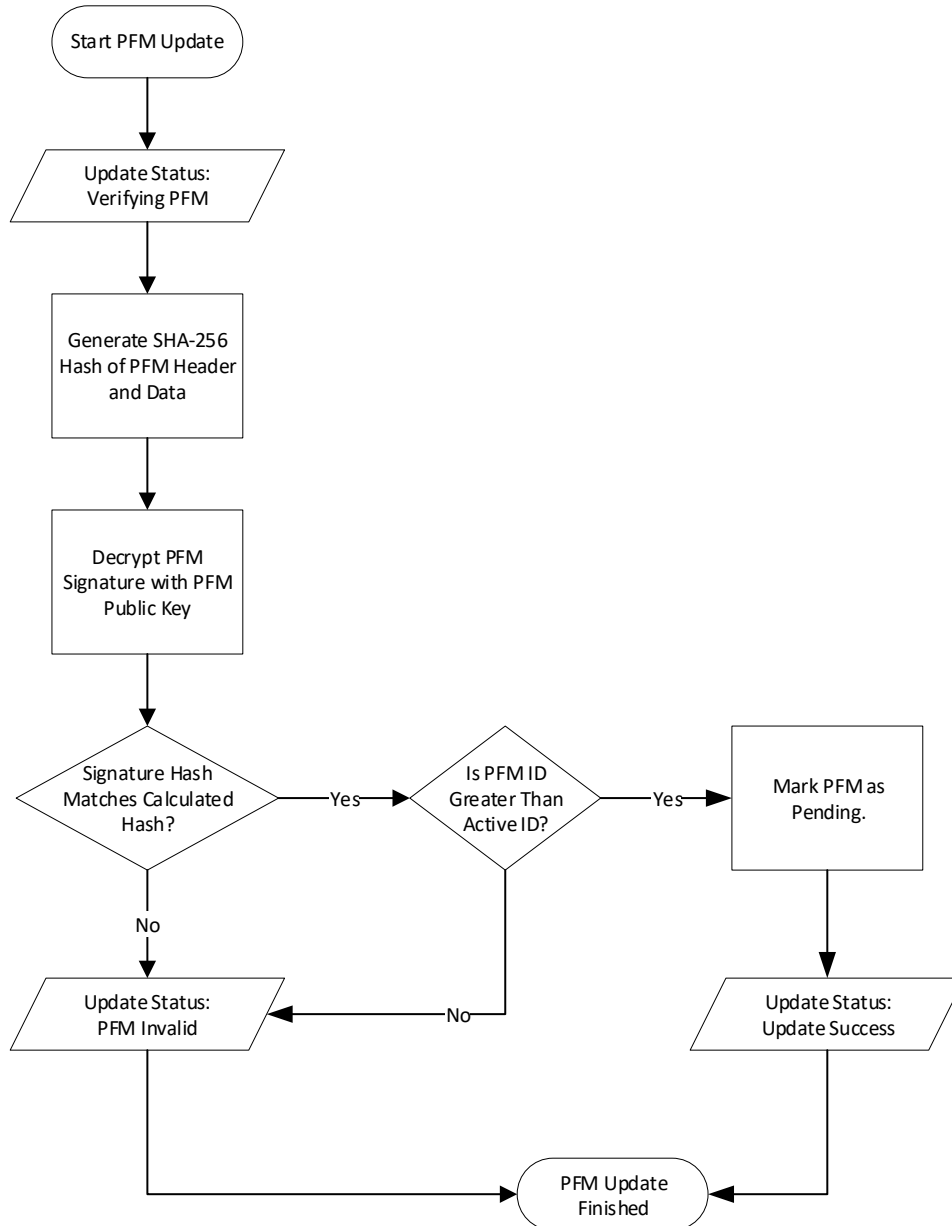 Start PFM Update
Update Status:
Verifying PFM
Generate SHA-256
Hash of PFM Header
and Data
Decrypt PFM
Signature with PFM
Public Key
Signature Hash
Matches Calculated
Hash?
Yes
Is PFM ID
Greater Than
Active ID?
Yes
Mark PFM as
Pending.
No
Update Status:
PFM Invalid
No
Update Status:
Update Success
PFM Update
Finished